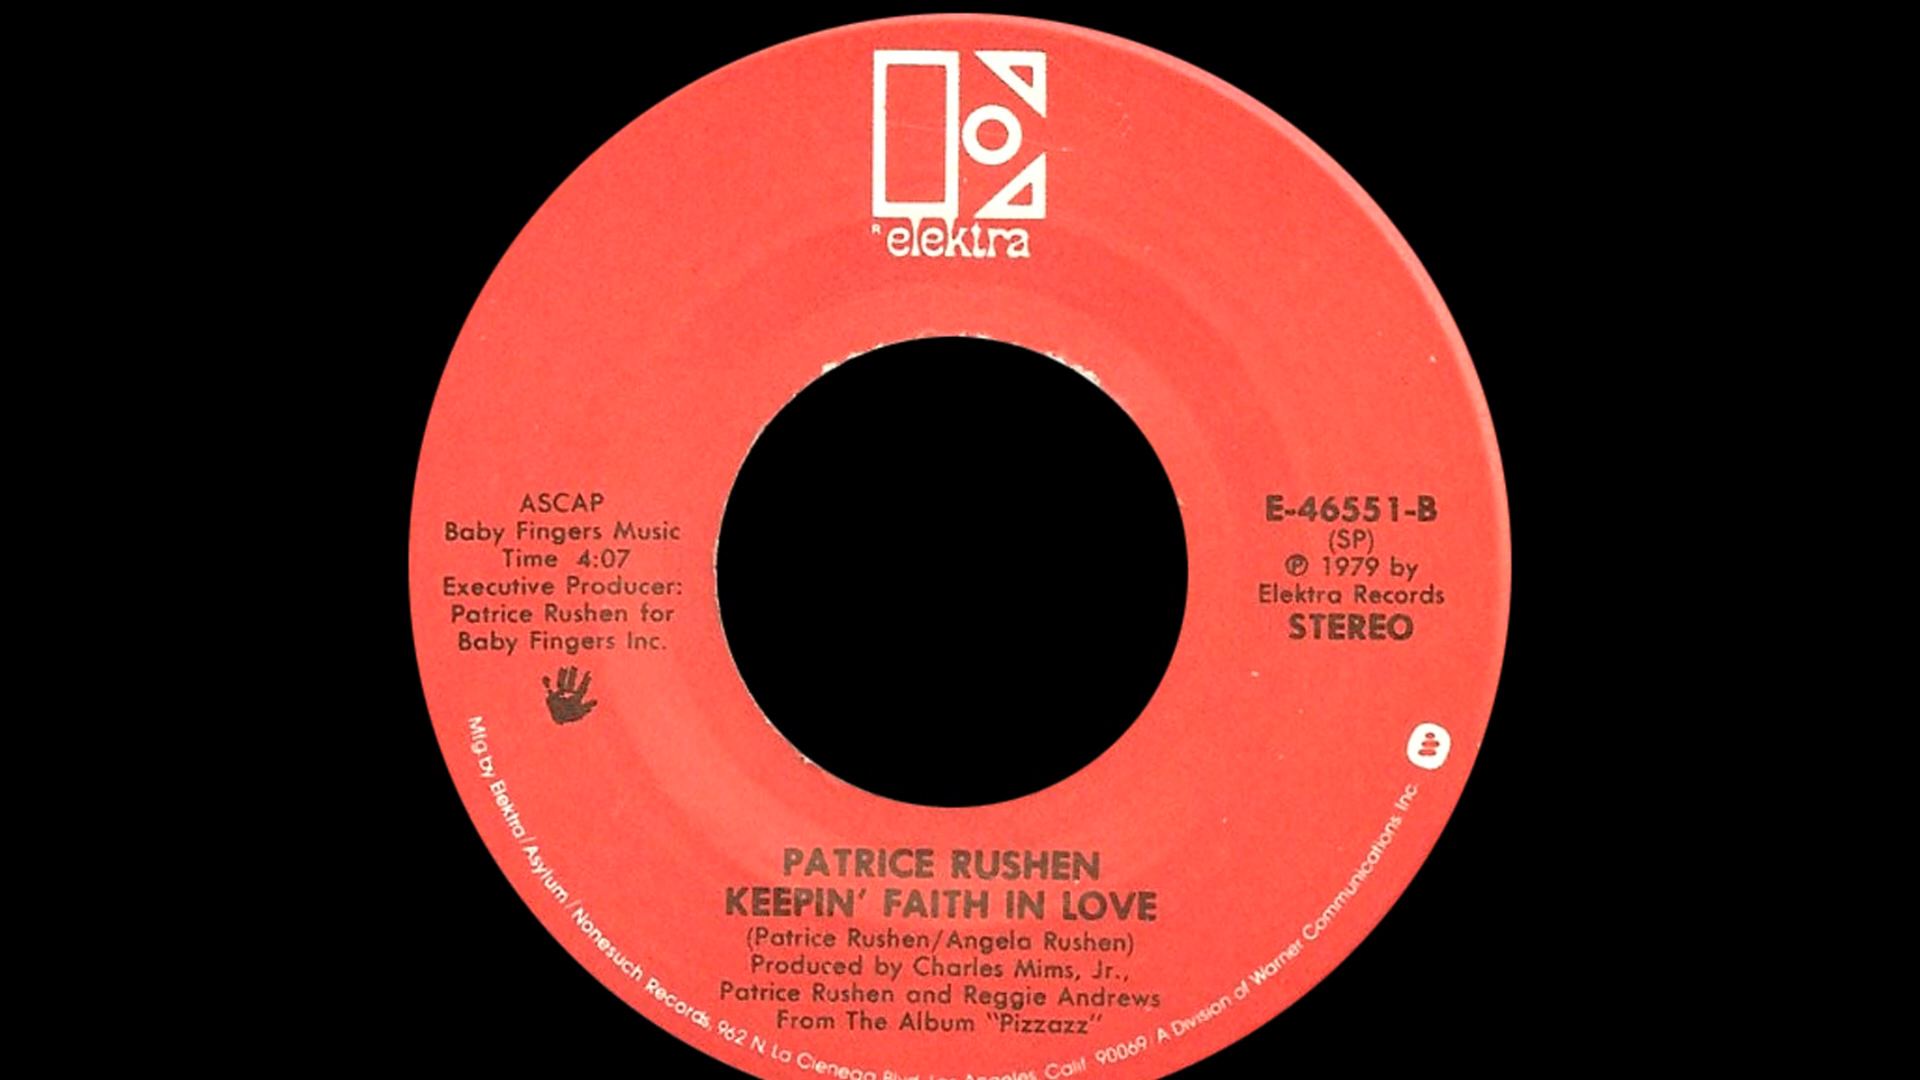 R elektra
ASCAP
Baby Fingers Music
Time 4:07
Executive Producer:
Patrice Rushen for
Baby Fingers Inc.
E-46551-B
(SP)
℗ 1979 by
Elektra Records
STEREO
PATRICE RUSHEN
KEEPIN' FAITH IN LOVE
(Patrice Rushen/Angela Rushen)
Produced by Charles Mims, Jr.,
Patrice Rushen and Reggie Andrews
From The Album "Pizzazz"
Mfg. by Elektra/Asylum/Nonesuch Records, 962 N. La Cienega Blvd. Los Angeles, Calif. 90069 A Division of Warner Communications Inc.